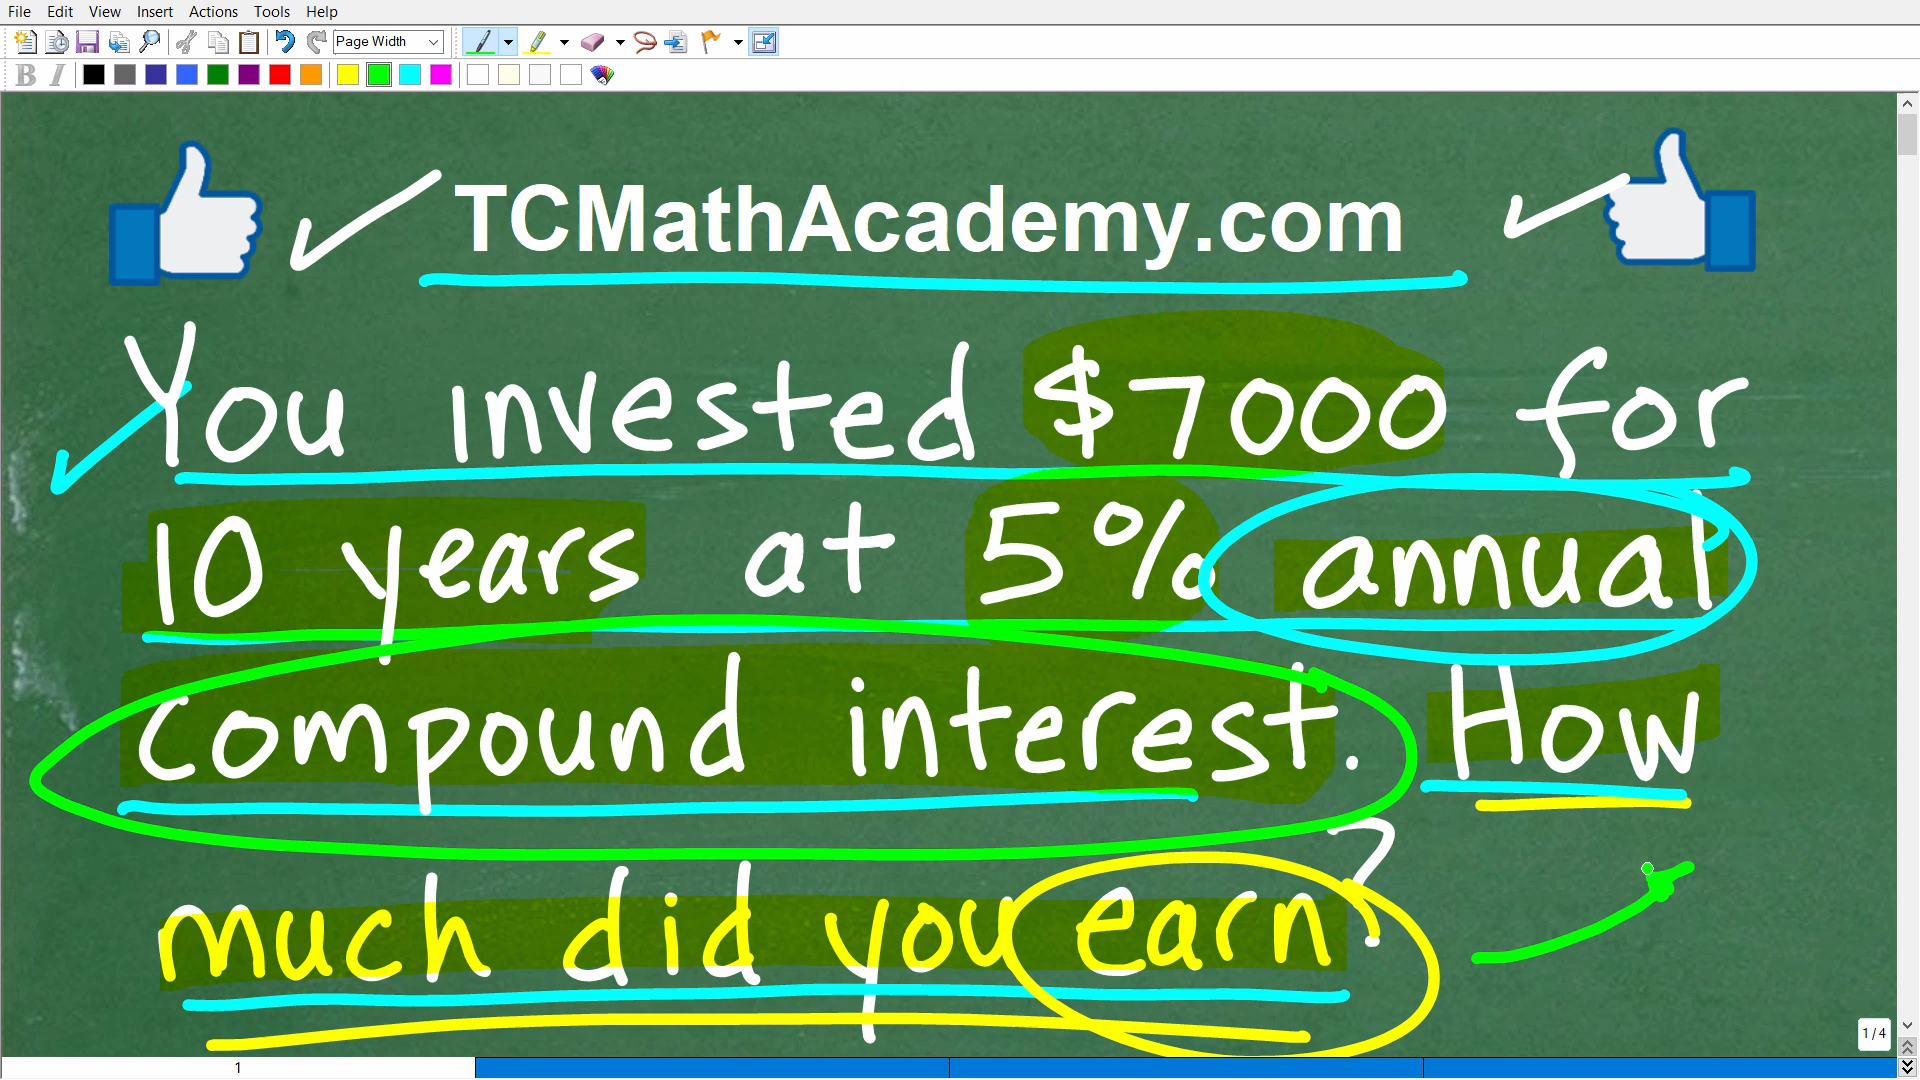 File Edit View Insert Actions Tools Help
Page Width
B I
TCMathAcademy.com
You invested $7000 for
10 years at 5% annual
compound interest. How
much did you earn?
1 / 4
1